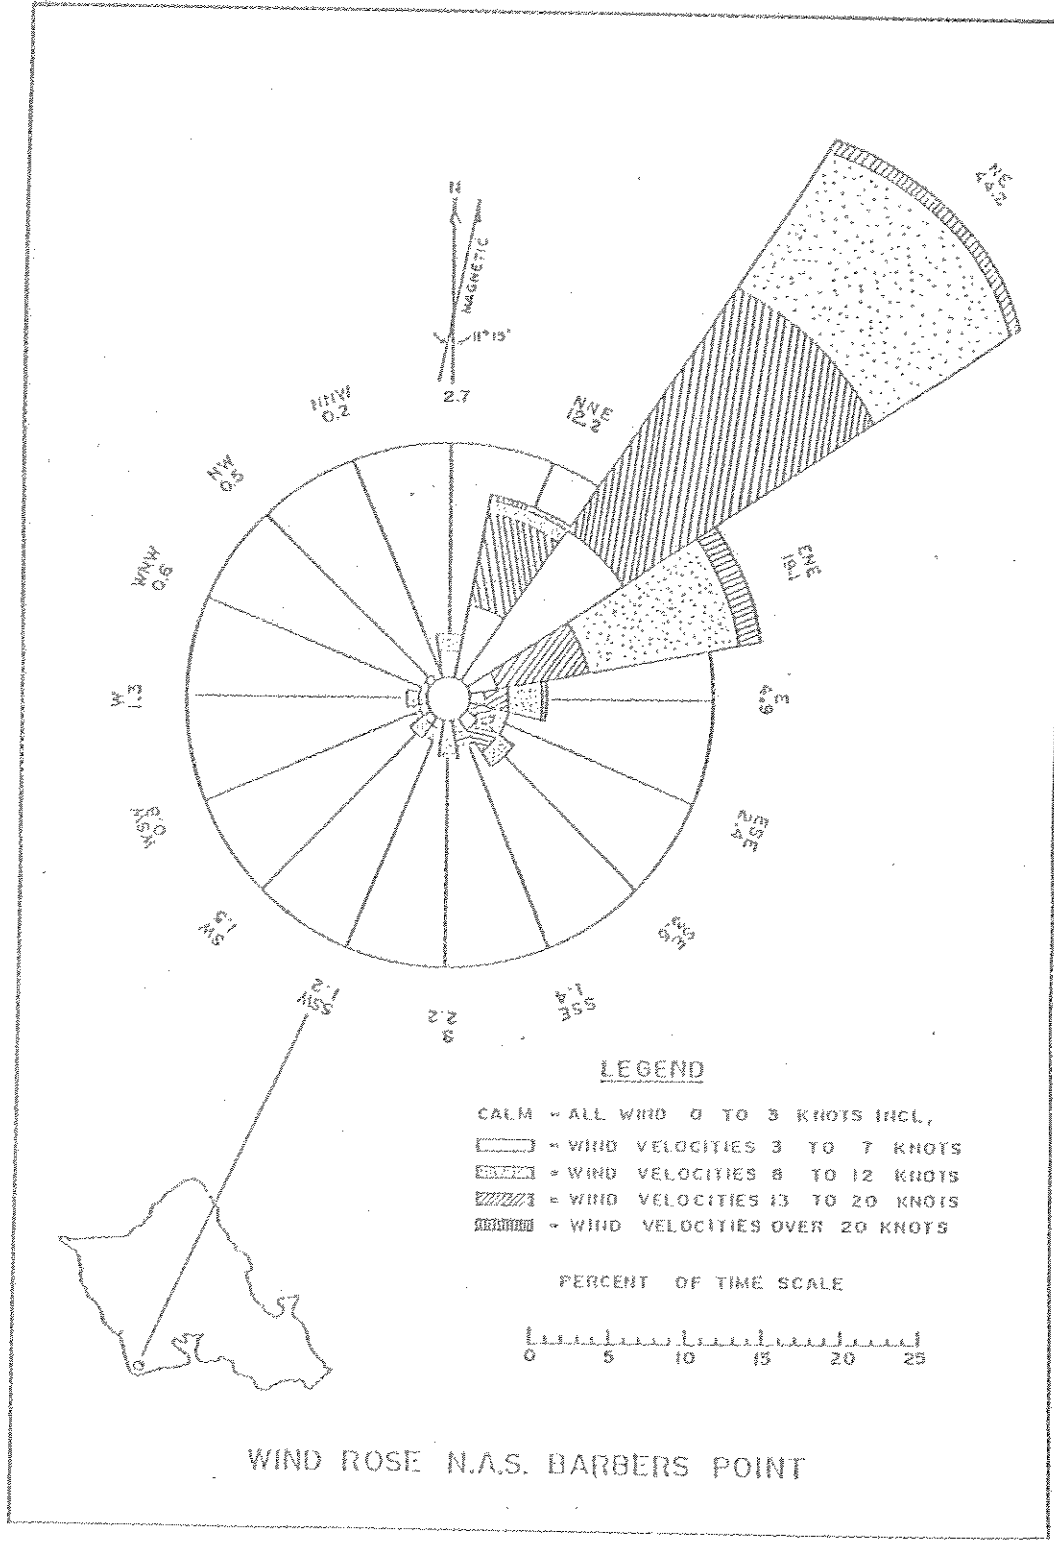 N
MAGNETIC
11°15'
2.7
NNE
12.2
NE
44.2
ENE
19.1
E
4.9
ESE
2.4
SE
SSE
1.4
S
2.2
SSW
1.2
SW
1.3
WSW
W
1.3
WNW
0.6
NW
0.5
NNW
0.2
LEGEND
CALM = ALL WIND 0 TO 3 KNOTS INCL,
= WIND VELOCITIES 3 TO 7 KNOTS
= WIND VELOCITIES 8 TO 12 KNOTS
= WIND VELOCITIES 13 TO 20 KNOTS
= WIND VELOCITIES OVER 20 KNOTS
PERCENT OF TIME SCALE
0 5 10 15 20 25
WIND ROSE N.A.S. BARBERS POINT